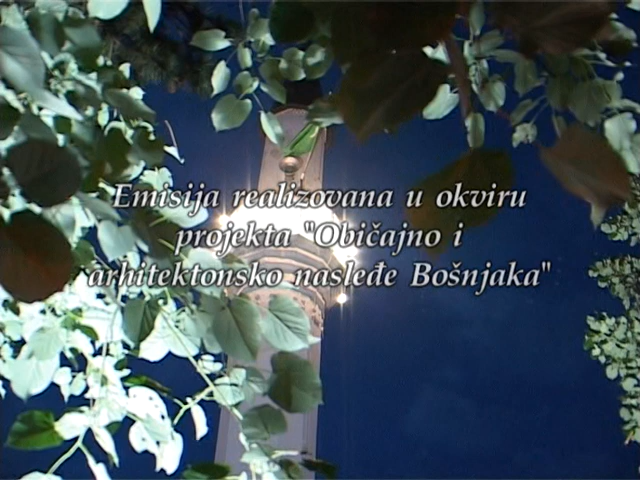 Emisija realizovana u okviru
projekta "Običajno i
arhitektonsko nasleđe Bošnjaka"